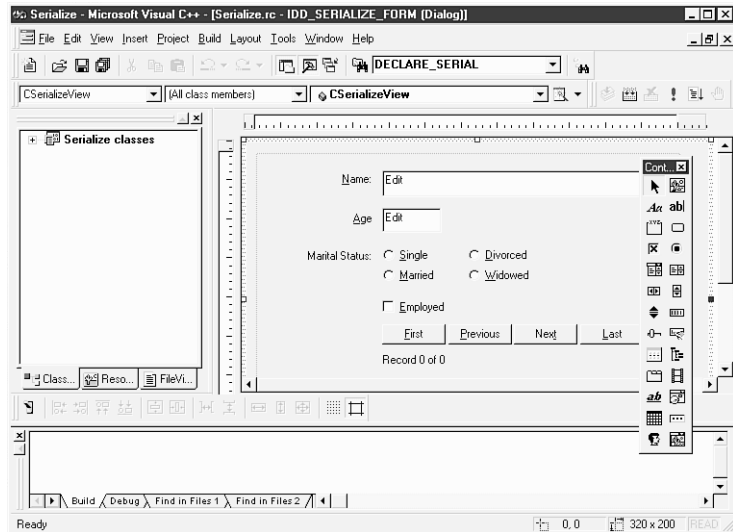 Serialize - Microsoft Visual C++ - [Serialize.rc - IDD_SERIALIZE_FORM (Dialog)]
File Edit View Insert Project Build Layout Tools Window Help
DECLARE_SERIAL
CSerializeView (All class members) CSerializeView
Serialize classes
Cont...
Name: Edit
Aa ab|
Age Edit
Marital Status: Single Divorced
Married Widowed
Employed
First Previous Next Last
Record 0 of 0
Class... Reso... FileVi...
ab
Build Debug Find in Files 1 Find in Files 2
Ready 0, 0 320 x 200 READ